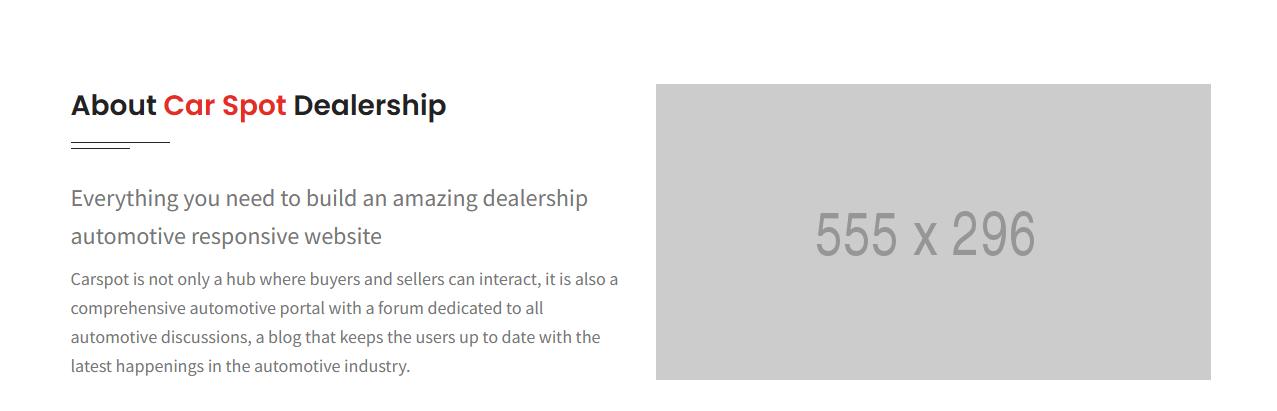 About Car Spot Dealership
Everything you need to build an amazing dealership
automotive responsive website
Carspot is not only a hub where buyers and sellers can interact, it is also a
comprehensive automotive portal with a forum dedicated to all
automotive discussions, a blog that keeps the users up to date with the
latest happenings in the automotive industry.
555 x 296